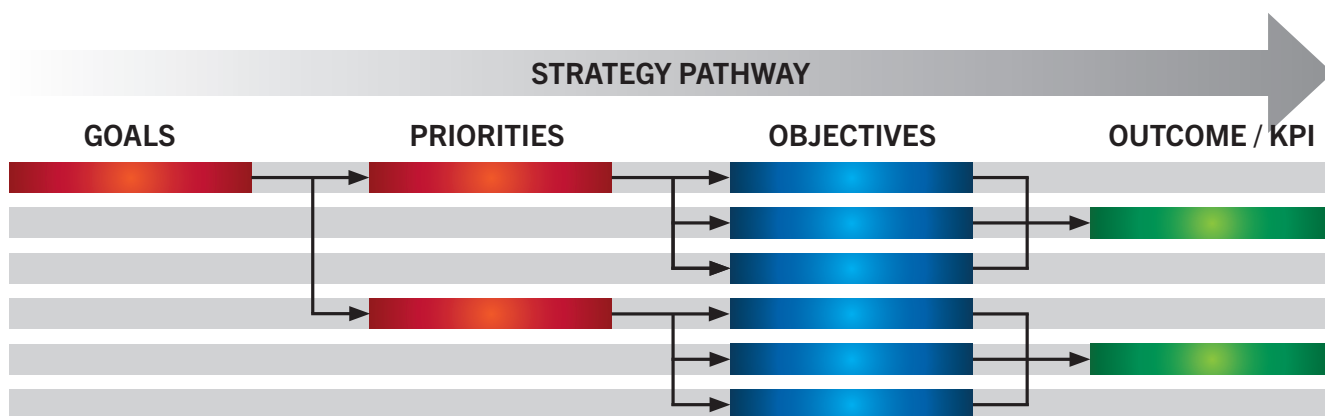 STRATEGY PATHWAY
GOALS
PRIORITIES
OBJECTIVES
OUTCOME / KPI